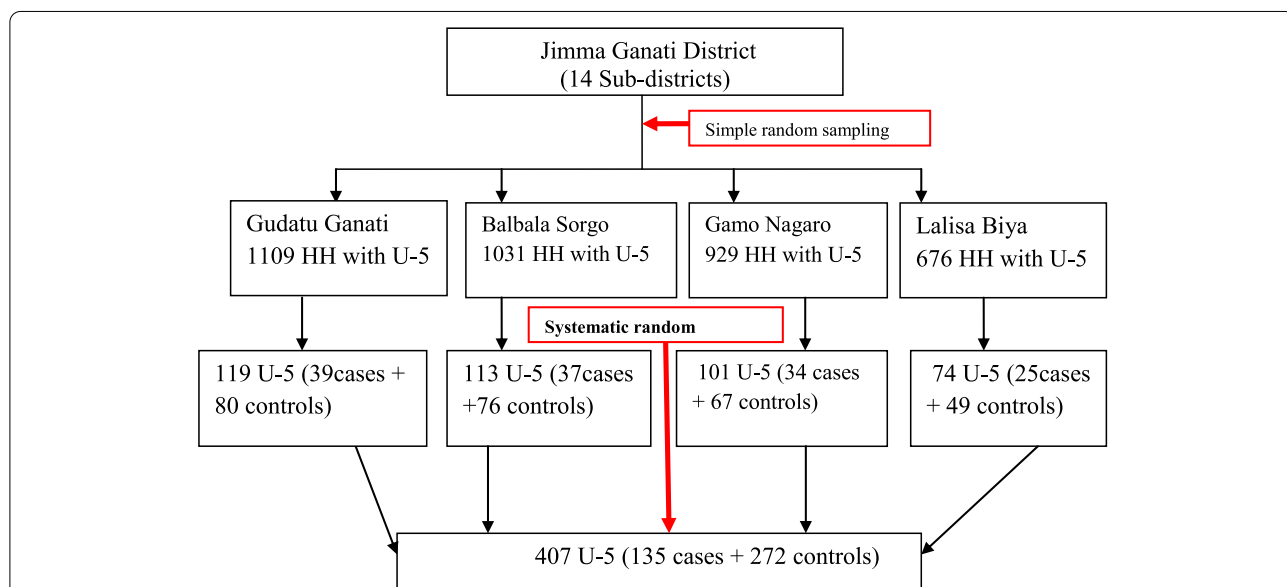 Jimma Ganati District
(14 Sub-districts)
Simple random sampling
Gudatu Ganati
1109 HH with U-5
Balbala Sorgo
1031 HH with U-5
Gamo Nagaro
929 HH with U-5
Lalisa Biya
676 HH with U-5
Systematic random
119 U-5 (39cases +
80 controls)
113 U-5 (37cases
+76 controls)
101 U-5 (34 cases
+ 67 controls)
74 U-5 (25cases
+ 49 controls)
407 U-5 (135 cases + 272 controls)